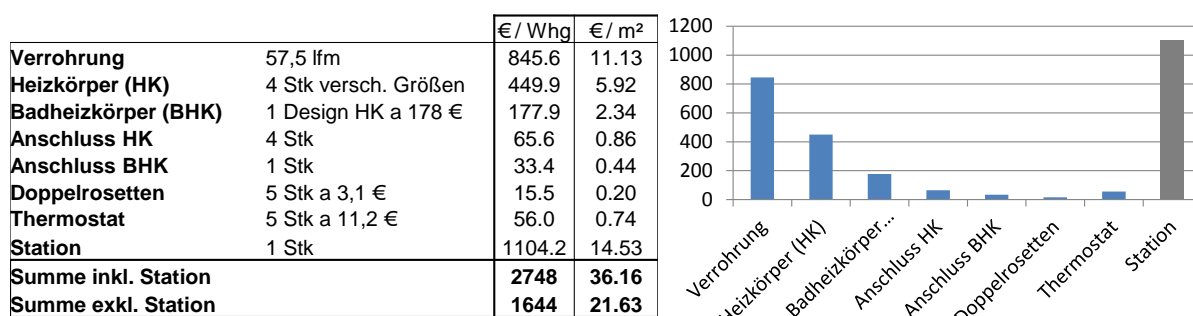 € / Whg € / m²
Verrohrung 57,5 lfm 845.6 11.13
Heizkörper (HK) 4 Stk versch. Größen 449.9 5.92
Badheizkörper (BHK) 1 Design HK a 178 € 177.9 2.34
Anschluss HK 4 Stk 65.6 0.86
Anschluss BHK 1 Stk 33.4 0.44
Doppelrosetten 5 Stk a 3,1 € 15.5 0.20
Thermostat 5 Stk a 11,2 € 56.0 0.74
Station 1 Stk 1104.2 14.53
Summe inkl. Station 2748 36.16
Summe exkl. Station 1644 21.63
1200
1000
800
600
400
200
0
Verrohrung
Heizkörper (HK)
Badheizkörper...
Anschluss HK
Anschluss BHK
Doppelrosetten
Thermostat
Station